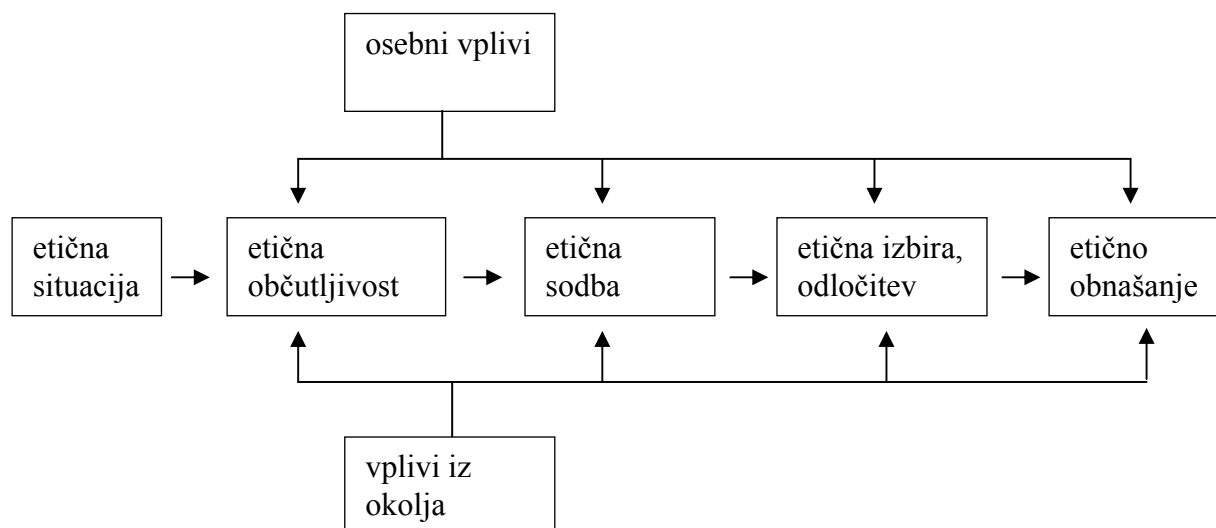 osebni vplivi
etična
situacija
etična
občutljivost
etična
sodba
etična izbira,
odločitev
etično
obnašanje
vplivi iz
okolja